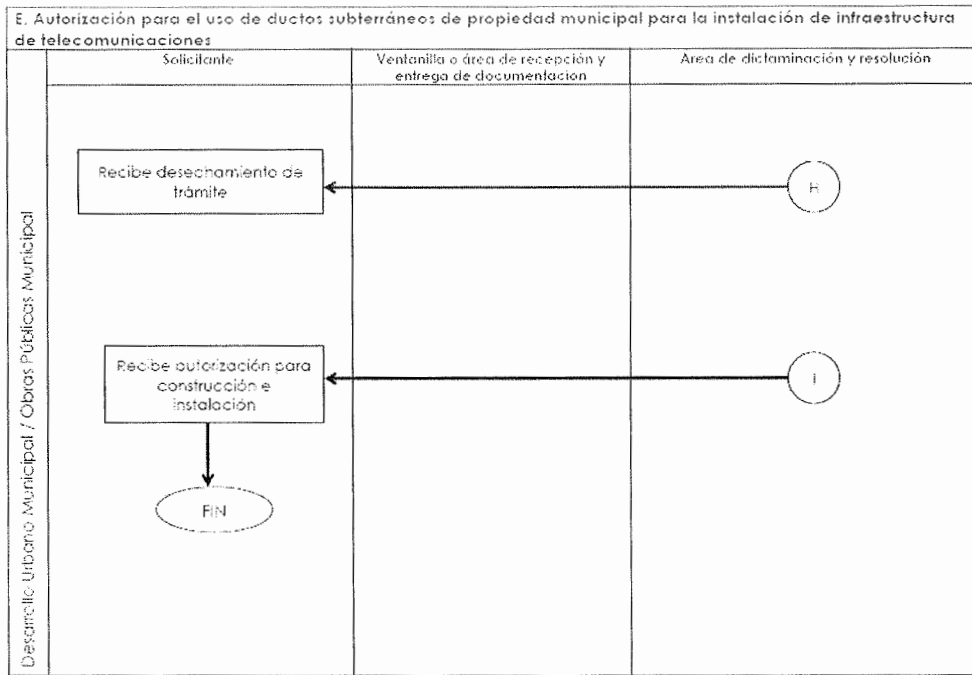 E. Autorización para el uso de ductos subterráneos de propiedad municipal para la instalación de infraestructura
de telecomunicaciones
Solicitante
Ventanilla o área de recepción y
entrega de documentacion
Area de dictaminación y resolución
Desarrollo Urbano Municipal / Obras Públicas Municipal
Recibe desechamiento de
trámite
H
Recibe autorización para
construcción e
instalación
I
FIN